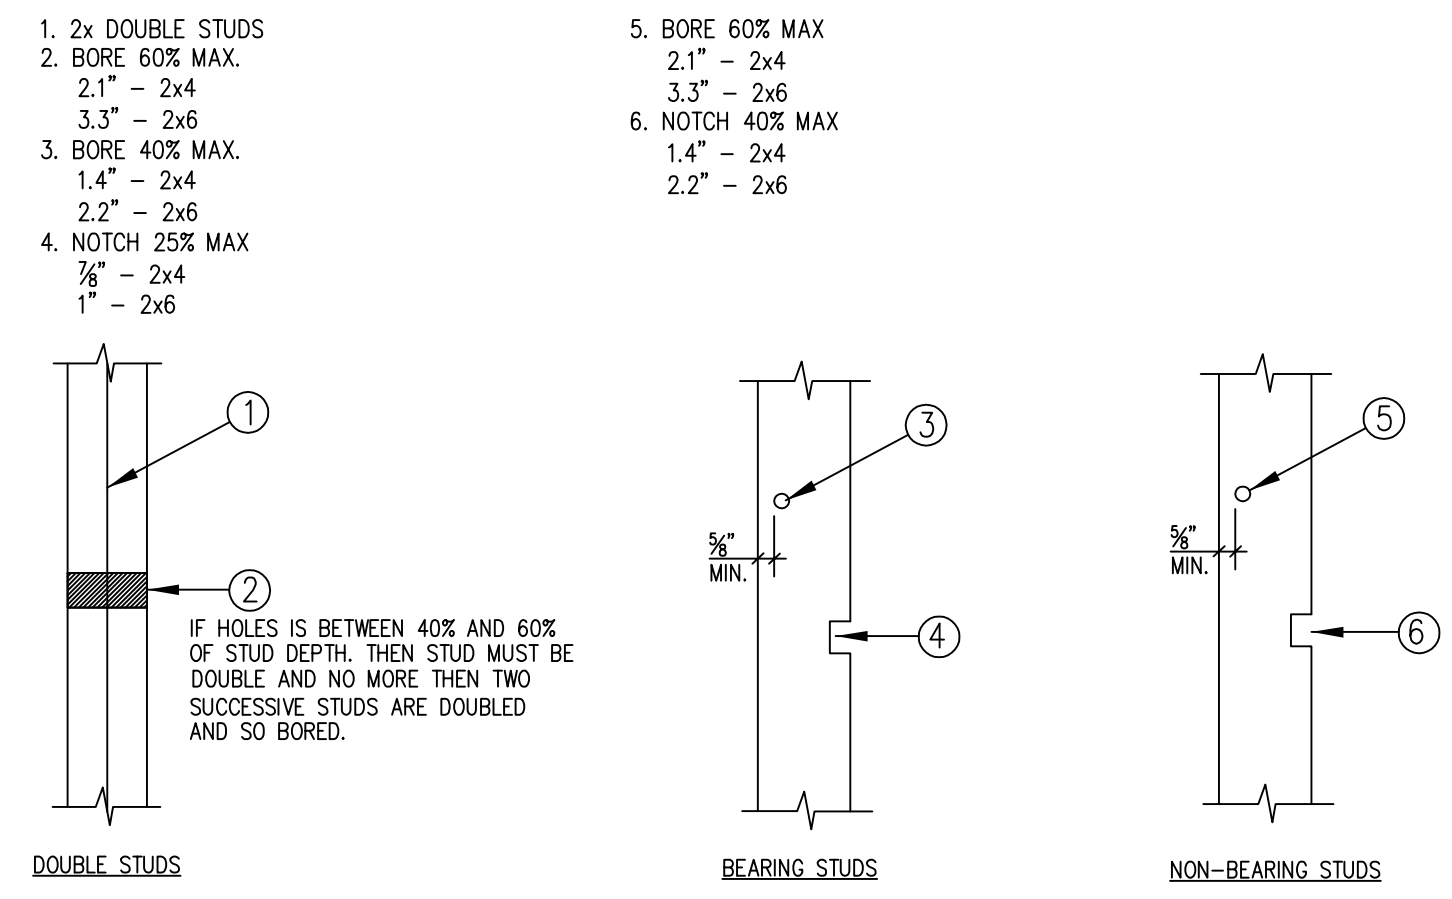 1. 2x DOUBLE STUDS
2. BORE 60% MAX.
2.1" – 2x4
3.3" – 2x6
3. BORE 40% MAX.
1.4" – 2x4
2.2" – 2x6
4. NOTCH 25% MAX
⅞" – 2x4
1" – 2x6
5. BORE 60% MAX
2.1" – 2x4
3.3" – 2x6
6. NOTCH 40% MAX
1.4" – 2x4
2.2" – 2x6
1
2
IF HOLES IS BETWEEN 40% AND 60%
OF STUD DEPTH. THEN STUD MUST BE
DOUBLE AND NO MORE THEN TWO
SUCCESSIVE STUDS ARE DOUBLED
AND SO BORED.
DOUBLE STUDS
3
⅝"
MIN.
4
BEARING STUDS
5
⅝"
MIN.
6
NON–BEARING STUDS